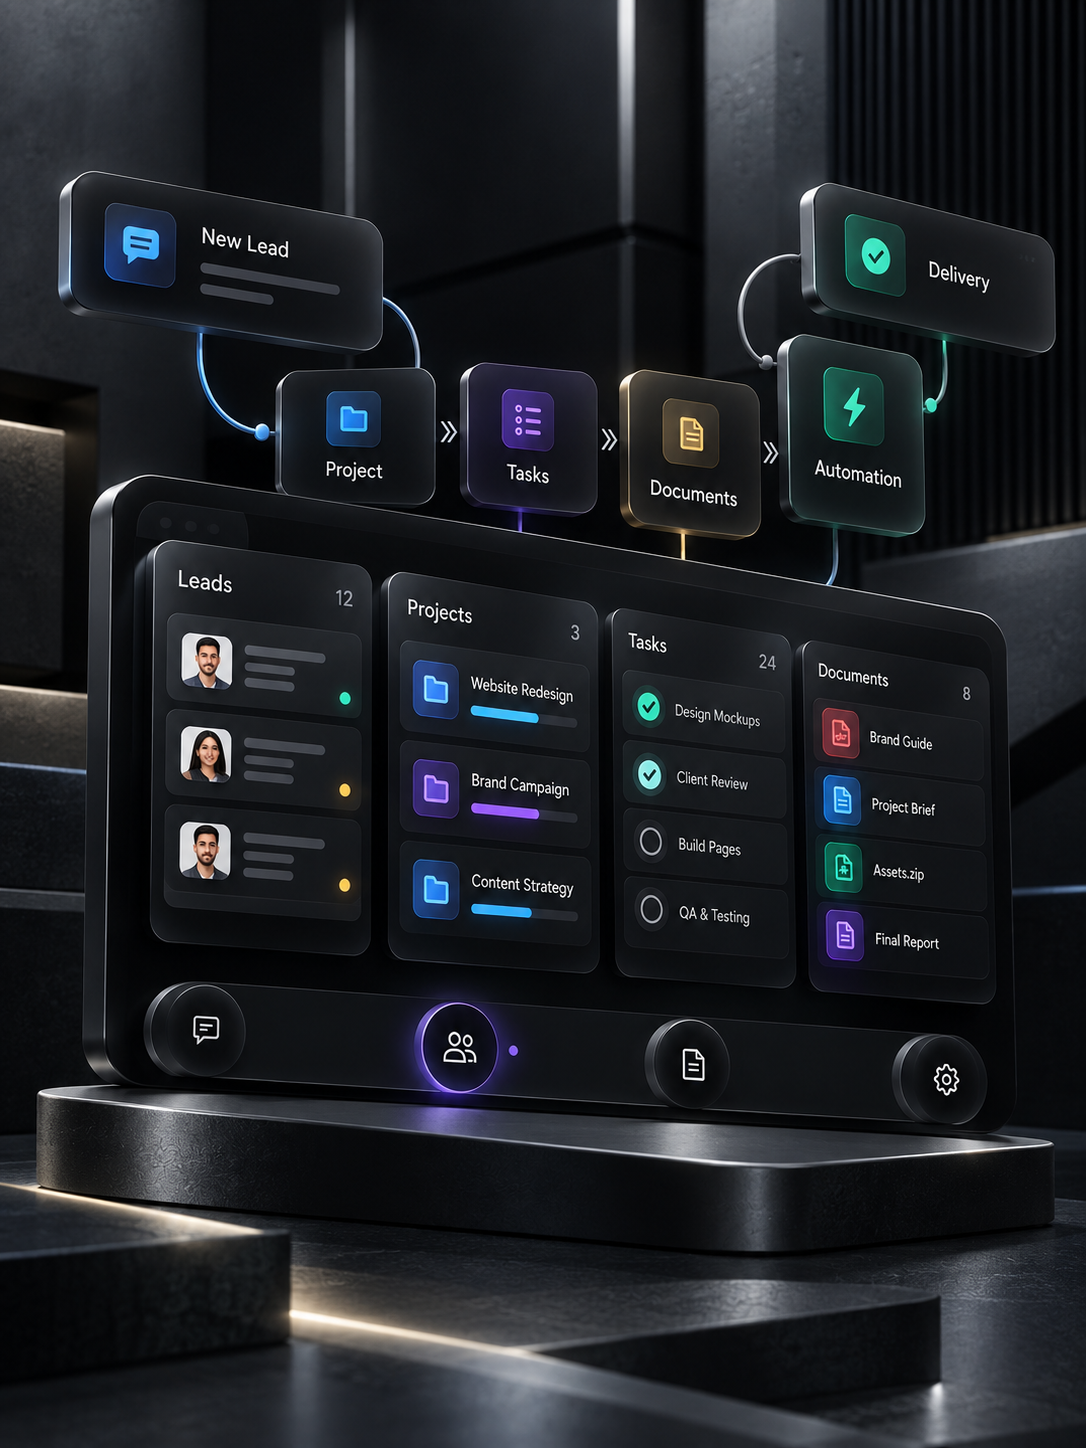 New Lead
Delivery
Project
Tasks
Documents
Automation
Leads
12
Projects
3
Website Redesign
Brand Campaign
Content Strategy
Tasks
24
Design Mockups
Client Review
Build Pages
QA & Testing
Documents
8
Brand Guide
Project Brief
Assets.zip
Final Report